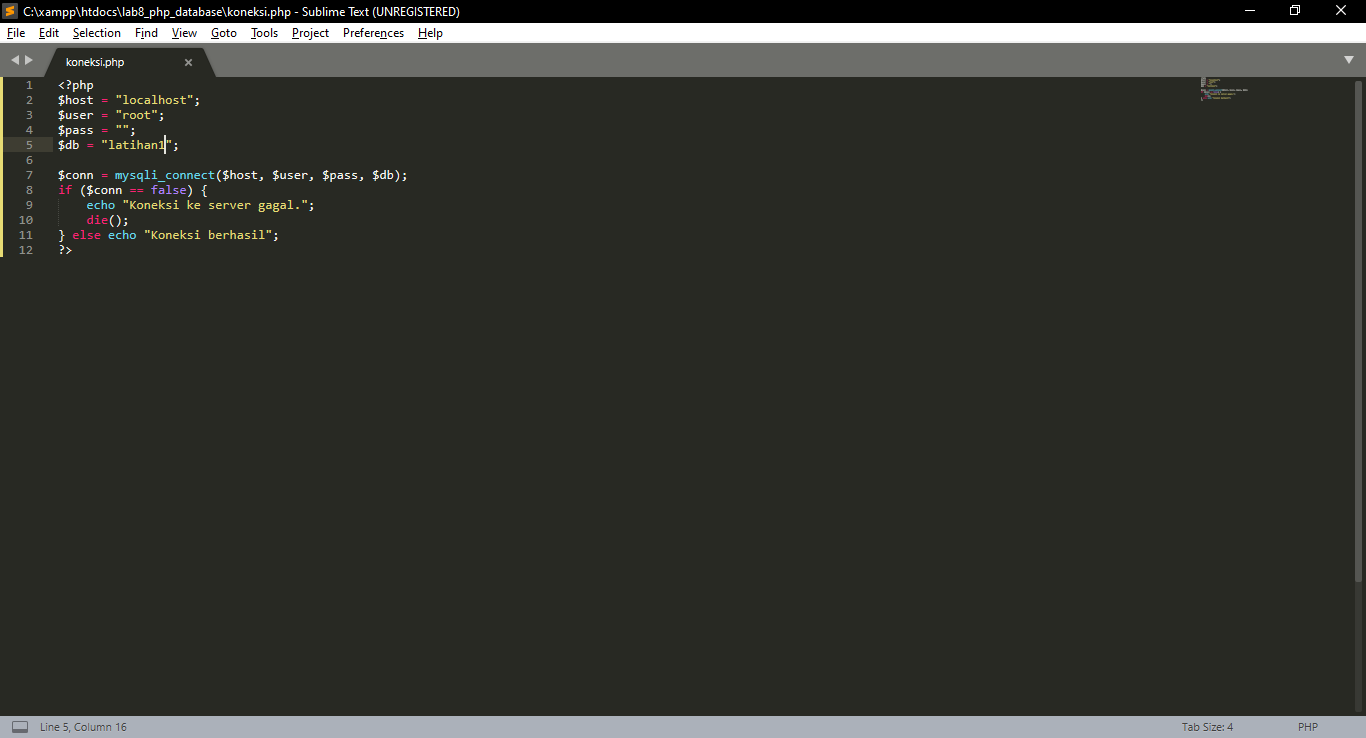 C:\xampp\htdocs\lab8_php_database\koneksi.php - Sublime Text (UNREGISTERED)
File Edit Selection Find View Goto Tools Project Preferences Help
koneksi.php
1 <?php
2 $host = "localhost";
3 $user = "root";
4 $pass = "";
5 $db = "latihan1";
6
7 $conn = mysqli_connect($host, $user, $pass, $db);
8 if ($conn == false) {
9     echo "Koneksi ke server gagal.";
10     die();
11 } else echo "Koneksi berhasil";
12 ?>
Line 5, Column 16 Tab Size: 4 PHP